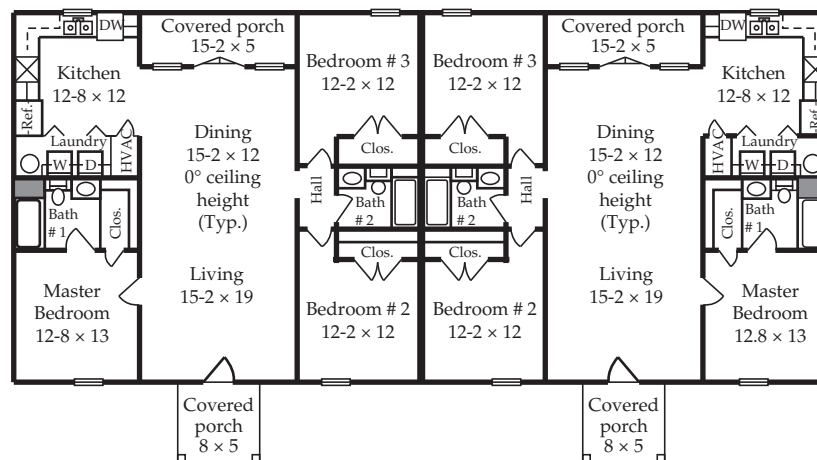 DW
Covered porch
15-2 × 5
Kitchen
12-8 × 12
Ref.
Laundry
W
D
HVAC
Dining
15-2 × 12
0° ceiling
height
(Typ.)
Living
15-2 × 19
Bath
# 1
Clos.
Master
Bedroom
12-8 × 13
Covered
porch
8 × 5
Bedroom # 3
12-2 × 12
Clos.
Hall
Bath
# 2
Clos.
Bedroom # 2
12-2 × 12
Bedroom # 3
12-2 × 12
Clos.
Bath
# 2
Hall
Clos.
Bedroom # 2
12-2 × 12
Covered porch
15-2 × 5
DW
Kitchen
12-8 × 12
Ref.
Laundry
HVAC
W
D
Dining
15-2 × 12
0° ceiling
height
(Typ.)
Living
15-2 × 19
Clos.
Bath
# 1
Master
Bedroom
12.8 × 13
Covered
porch
8 × 5